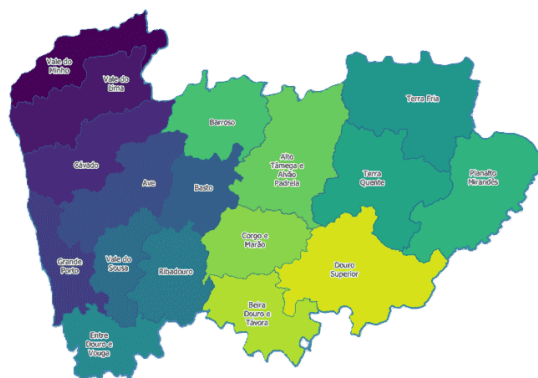 Vale do
Minho
Vale do
Lima
Terra Fria
Barroso
Cávado
Ave
Basto
Alto
Tâmega e
Alvão
Padrela
Terra
Quente
Planalto
Mirandês
Grande
Porto
Vale do
Sousa
Ribadouro
Corgo e
Marão
Douro
Superior
Beira
Douro e
Távora
Entre
Douro e
Vouga